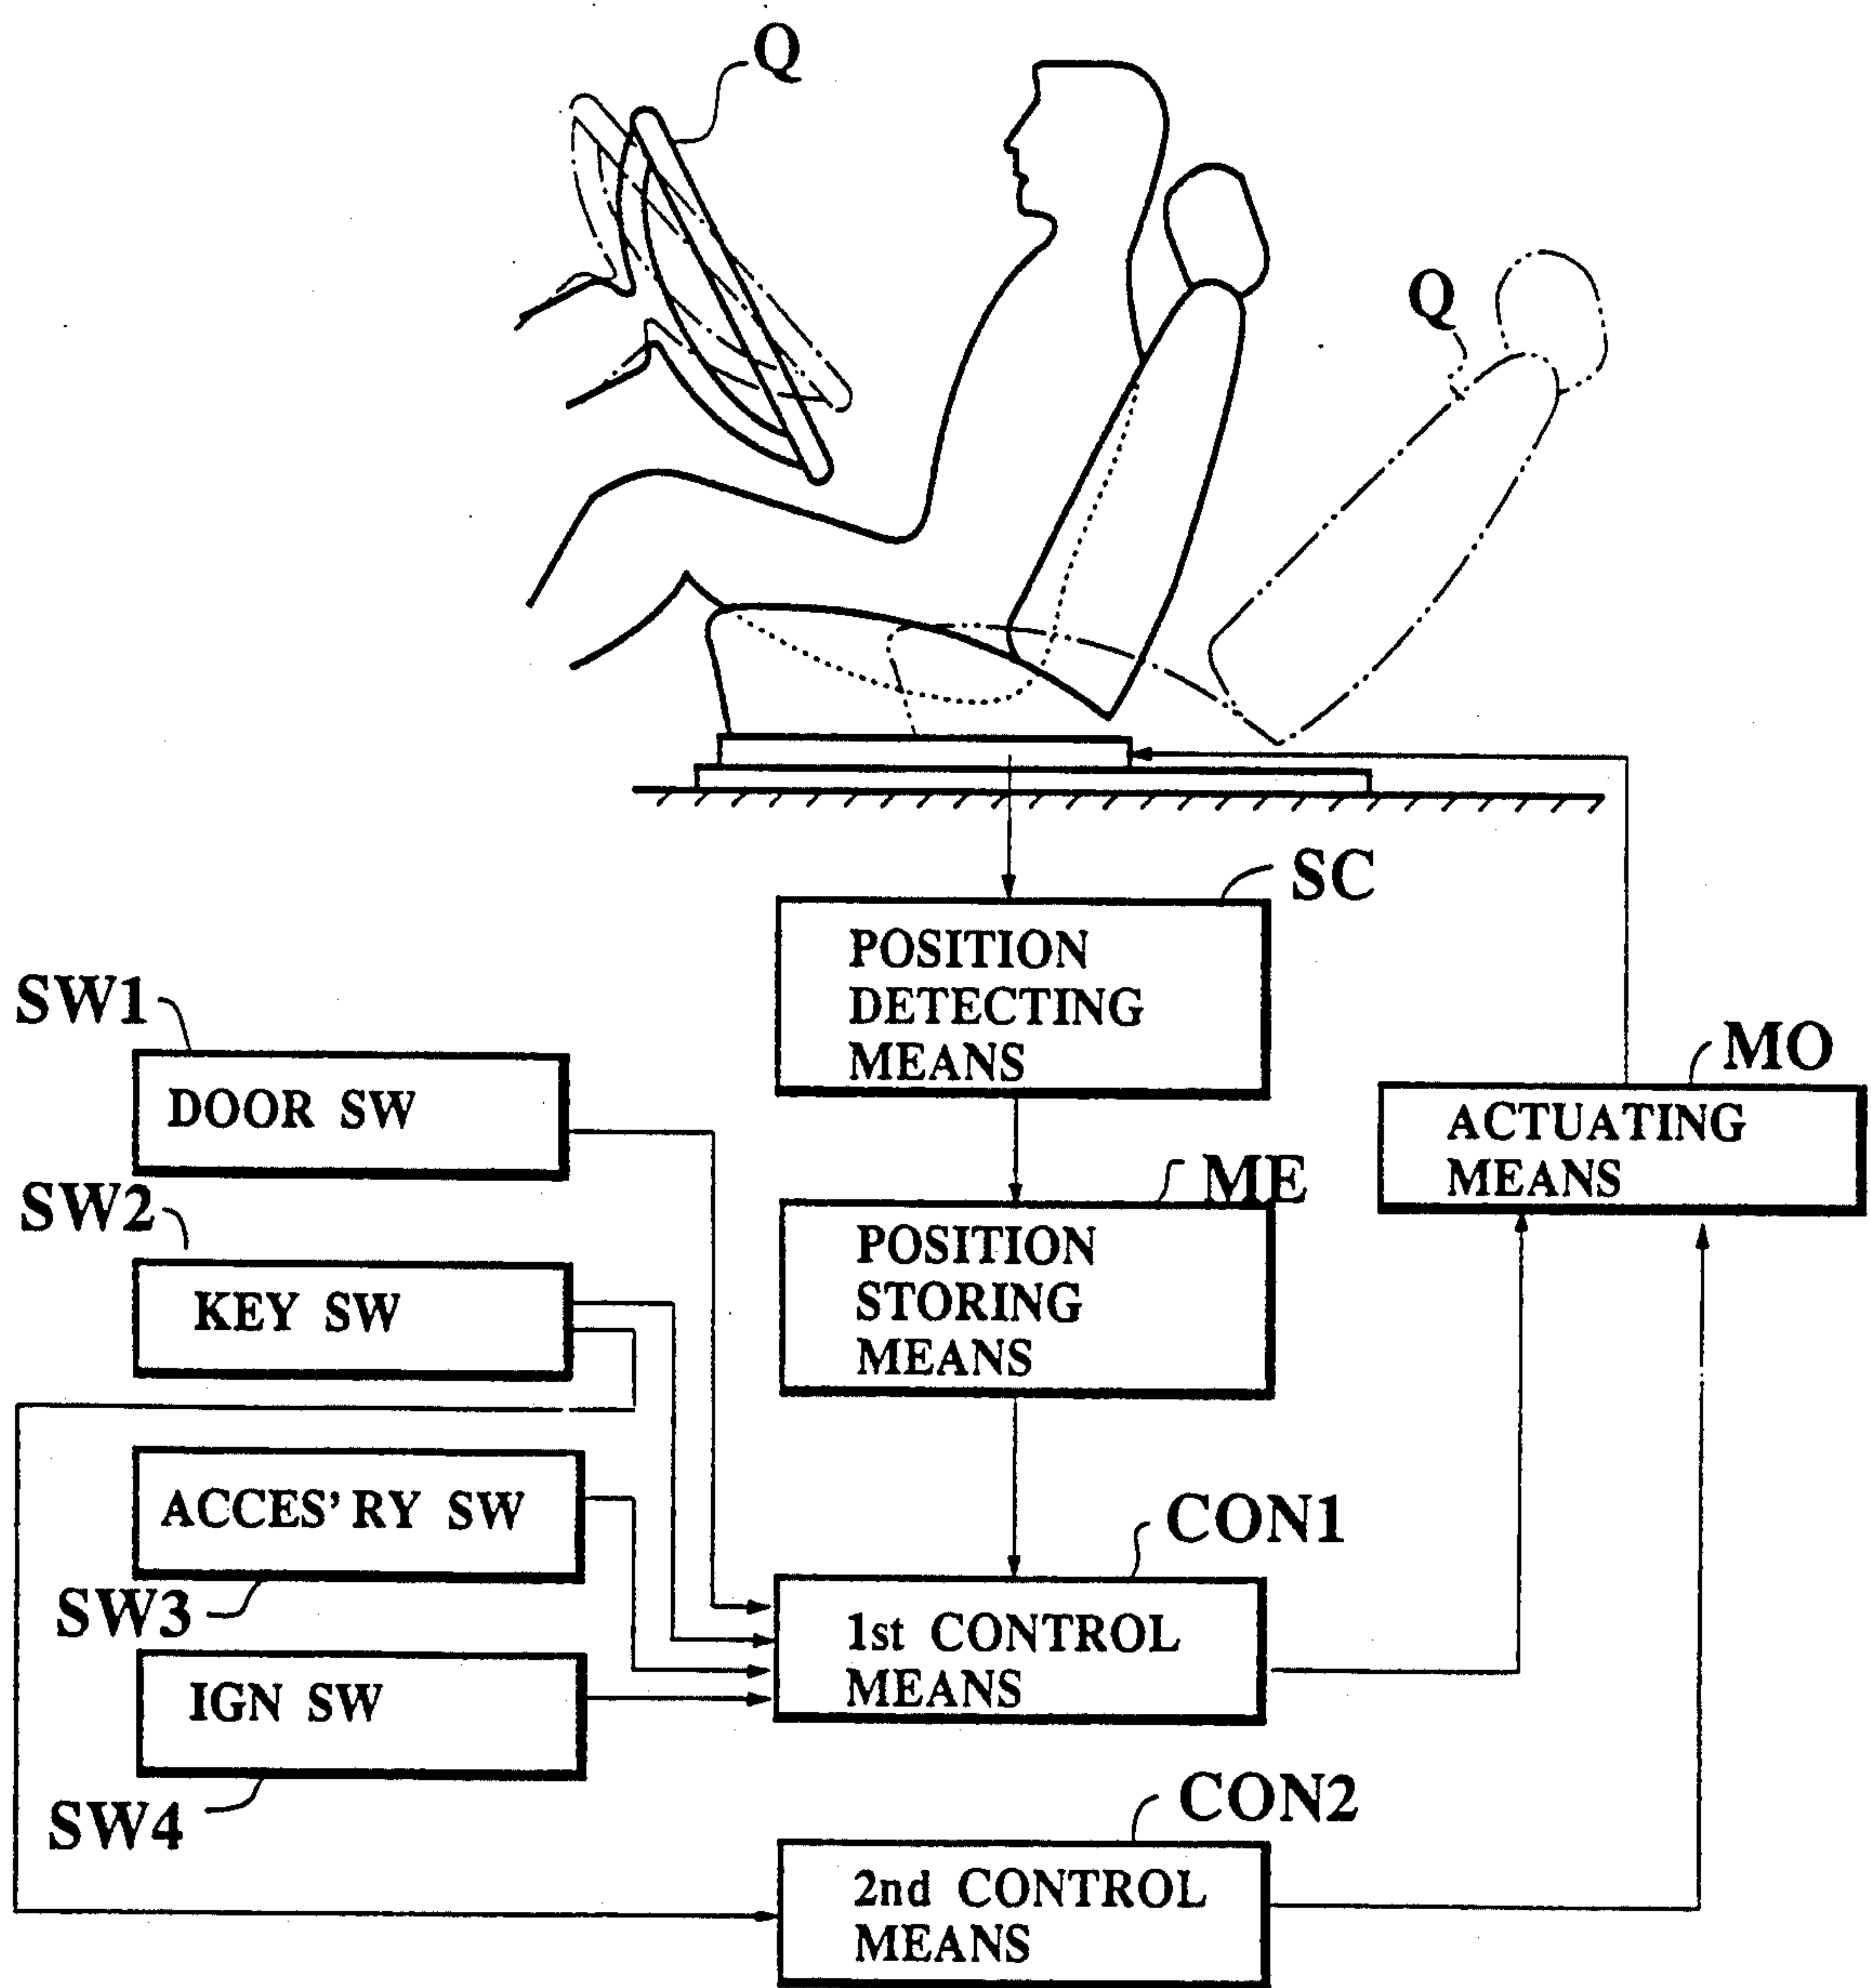 Q
Q
SC
POSITION
DETECTING
MEANS
SW1
DOOR SW
MO
ACTUATING
MEANS
ME
SW2
POSITION
STORING
MEANS
KEY SW
ACCES'RY SW
CON1
SW3
1st CONTROL
MEANS
IGN SW
CON2
SW4
2nd CONTROL
MEANS